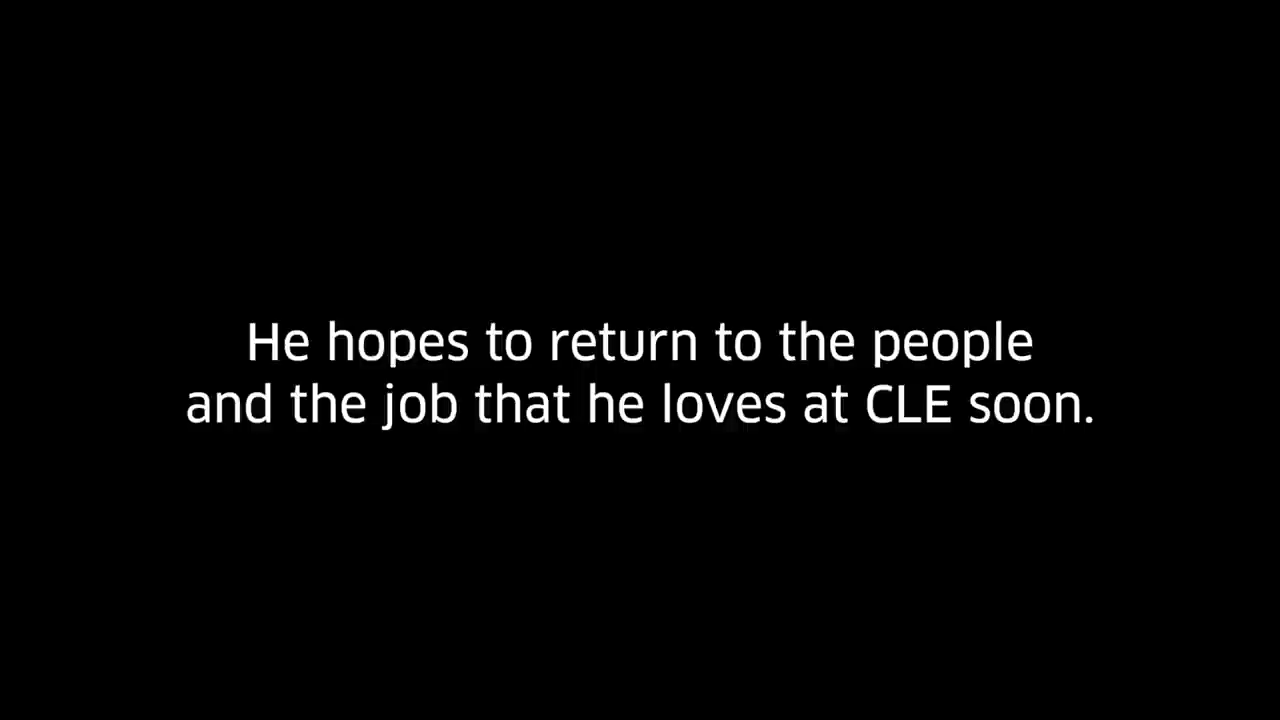 He hopes to return to the people
and the job that he loves at CLE soon.